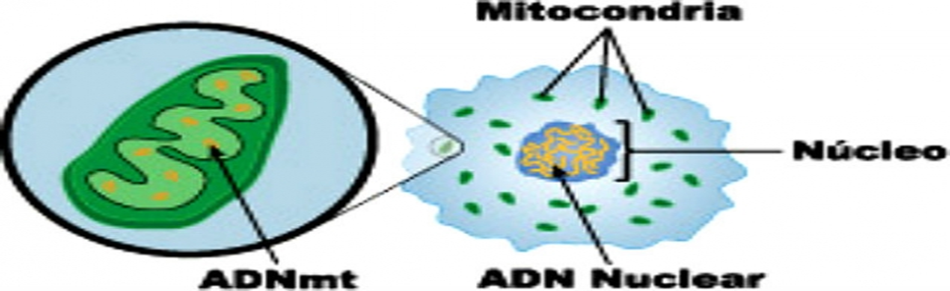 Mitocondria
Núcleo
ADNmt
ADN Nuclear